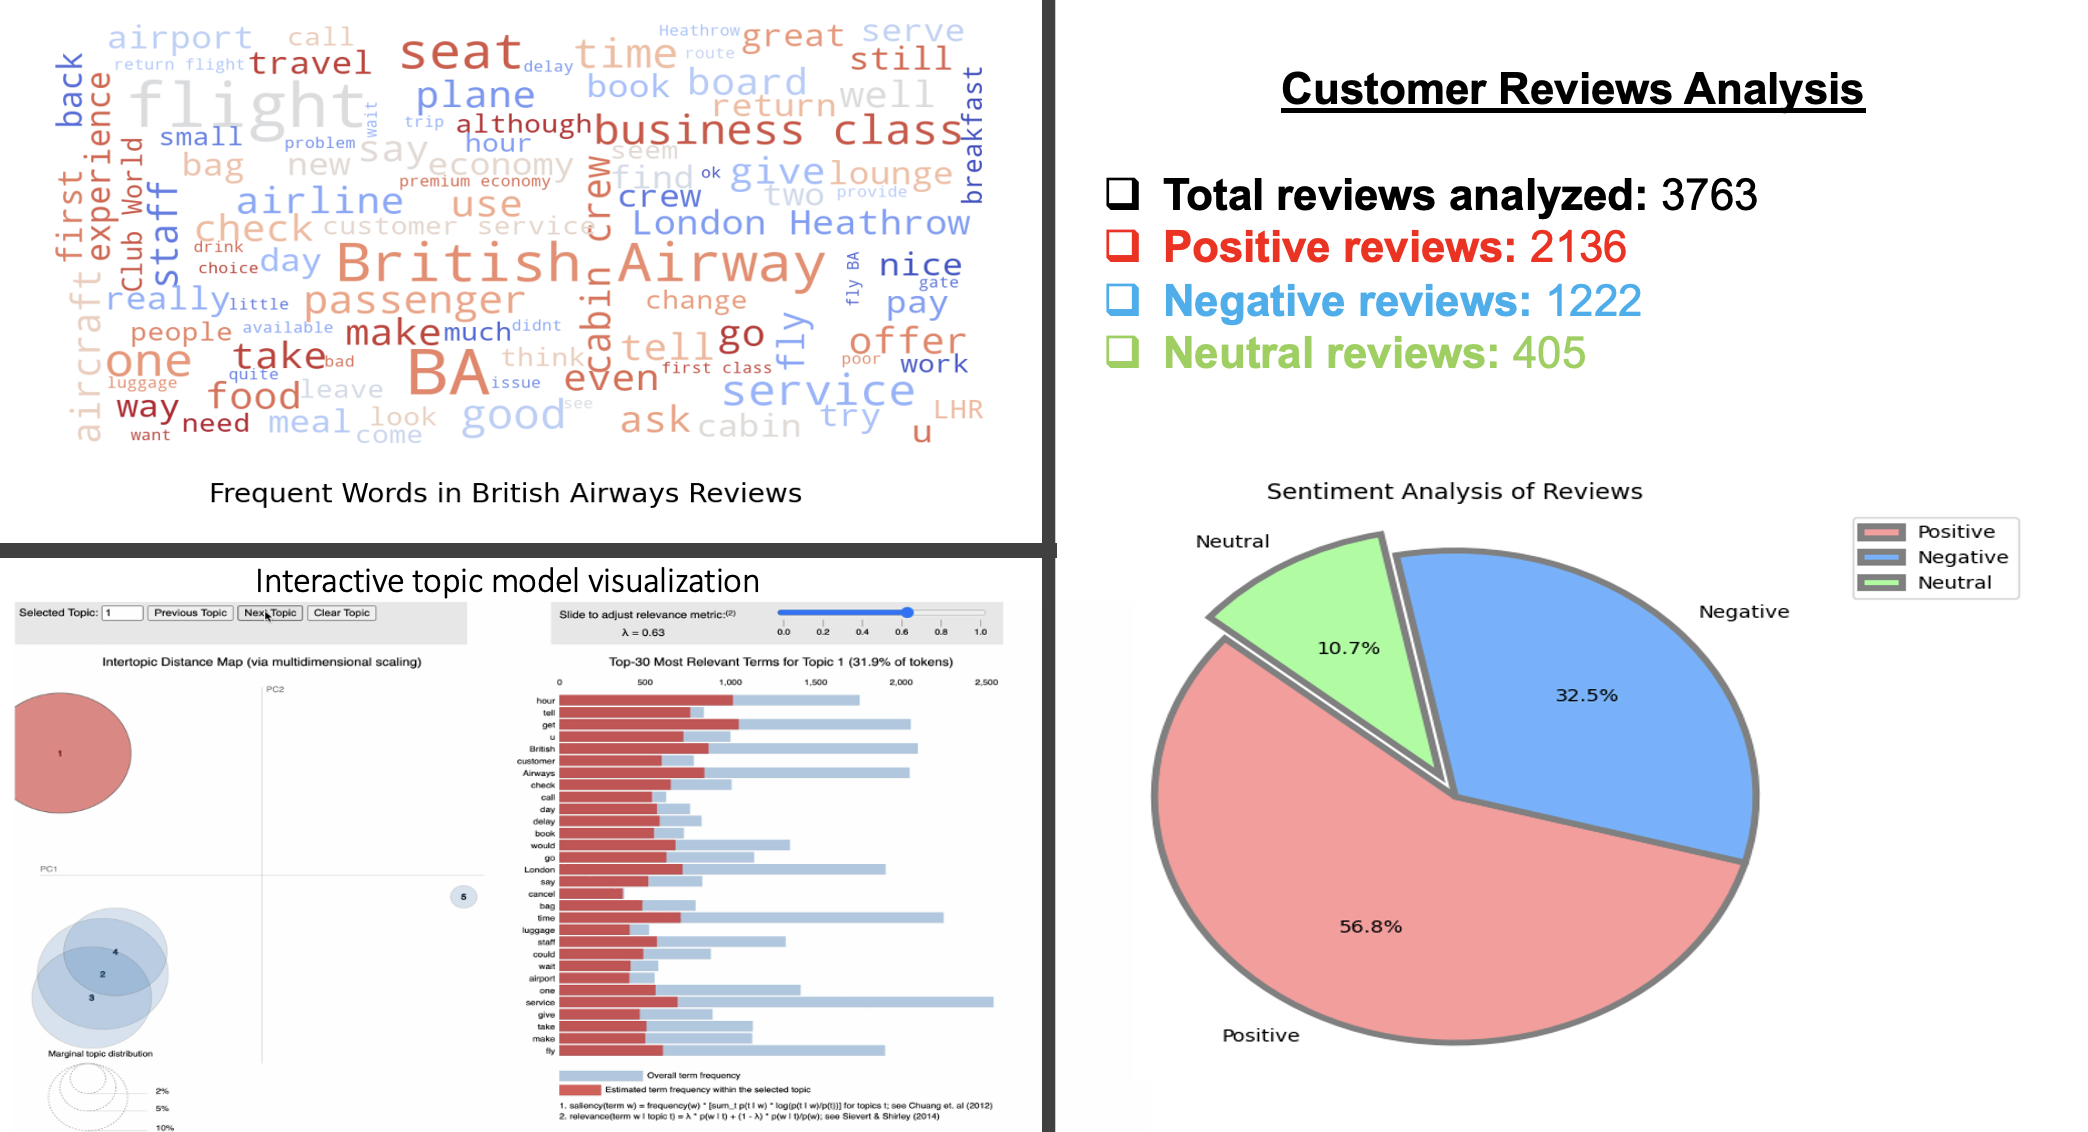 airport
call
seat
time
Heathrow
great
serve
return flight
travel
delay
route
still
back
flight
plane
book
board
return
well
breakfast
experience
wait
trip
although
business class
small
problem
hour
say
seem
bag
new
economy
premium economy
find
ok
give
lounge
first
Club World
staff
airline
use
cabin crew
crew
two
provide
check
customer service
London Heathrow
drink
choice
day
British Airway
fly BA
nice
gate
aircraft
really
little
passenger
change
pay
people
available
make
much
didnt
tell
go
fly
offer
one
take
bad
BA
think
poor
work
luggage
quite
issue
even
first class
food
leave
service
way
need
meal
look
good
see
ask
cabin
try
LHR
want
come
u
Frequent Words in British Airways Reviews
Interactive topic model visualization
Selected Topic: 1 Previous Topic Next Topic Clear Topic
Slide to adjust relevance metric:(2)
λ = 0.63
0.0 0.2 0.4 0.6 0.8 1.0
Intertopic Distance Map (via multidimensional scaling)
PC2
PC1
1
5
4
2
3
Marginal topic distribution
2%
5%
10%
Top-30 Most Relevant Terms for Topic 1 (31.9% of tokens)
0 500 1,000 1,500 2,000 2,500
hour
tell
get
u
British
customer
Airways
check
call
day
delay
book
would
go
London
say
cancel
bag
time
luggage
staff
could
wait
airport
one
service
give
take
make
fly
Overall term frequency
Estimated term frequency within the selected topic
1. saliency(term w) = frequency(w) * [sum_t p(t | w) * log(p(t | w)/p(t))] for topics t; see Chuang et. al (2012)
2. relevance(term w | topic t) = λ * p(w | t) + (1 - λ) * p(w | t)/p(w); see Sievert & Shirley (2014)
Customer Reviews Analysis
Total reviews analyzed: 3763
Positive reviews: 2136
Negative reviews: 1222
Neutral reviews: 405
Sentiment Analysis of Reviews
Positive
Negative
Neutral
Neutral
Negative
10.7%
32.5%
56.8%
Positive